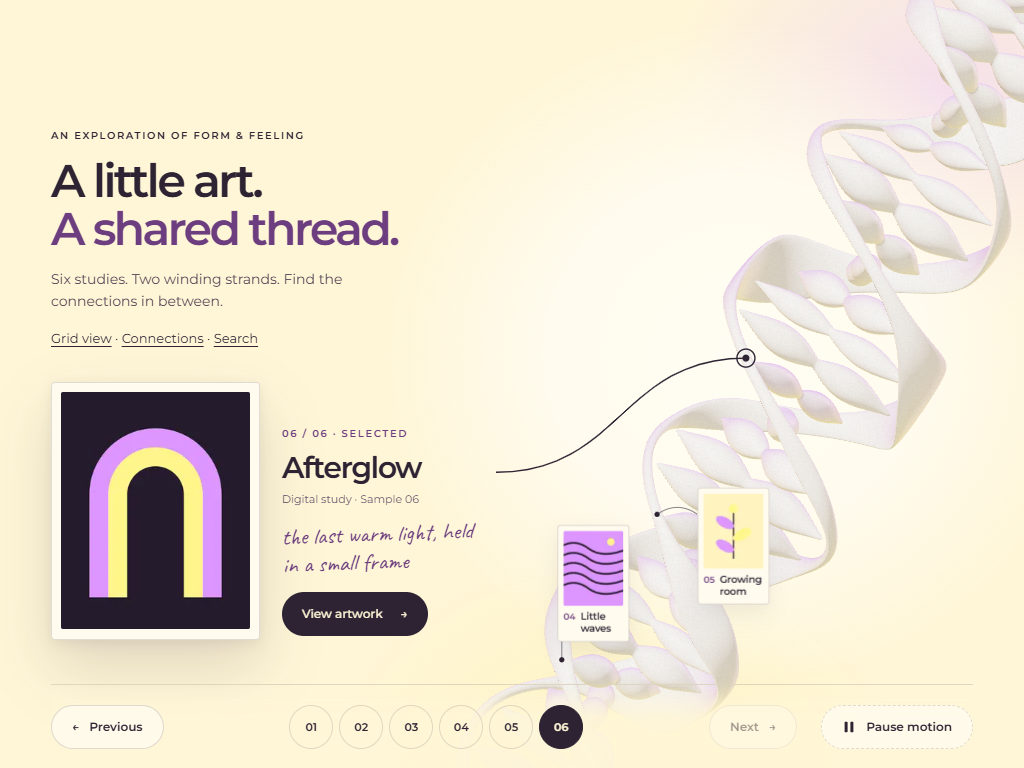 AN EXPLORATION OF FORM & FEELING
A little art.
A shared thread.
Six studies. Two winding strands. Find the
connections in between.
Grid view · Connections · Search
06 / 06 · SELECTED
Afterglow
Digital study · Sample 06
the last warm light, held
in a small frame
View artwork →
04 Little
waves
05 Growing
room
← Previous
01 02 03 04 05 06
Next →
Pause motion